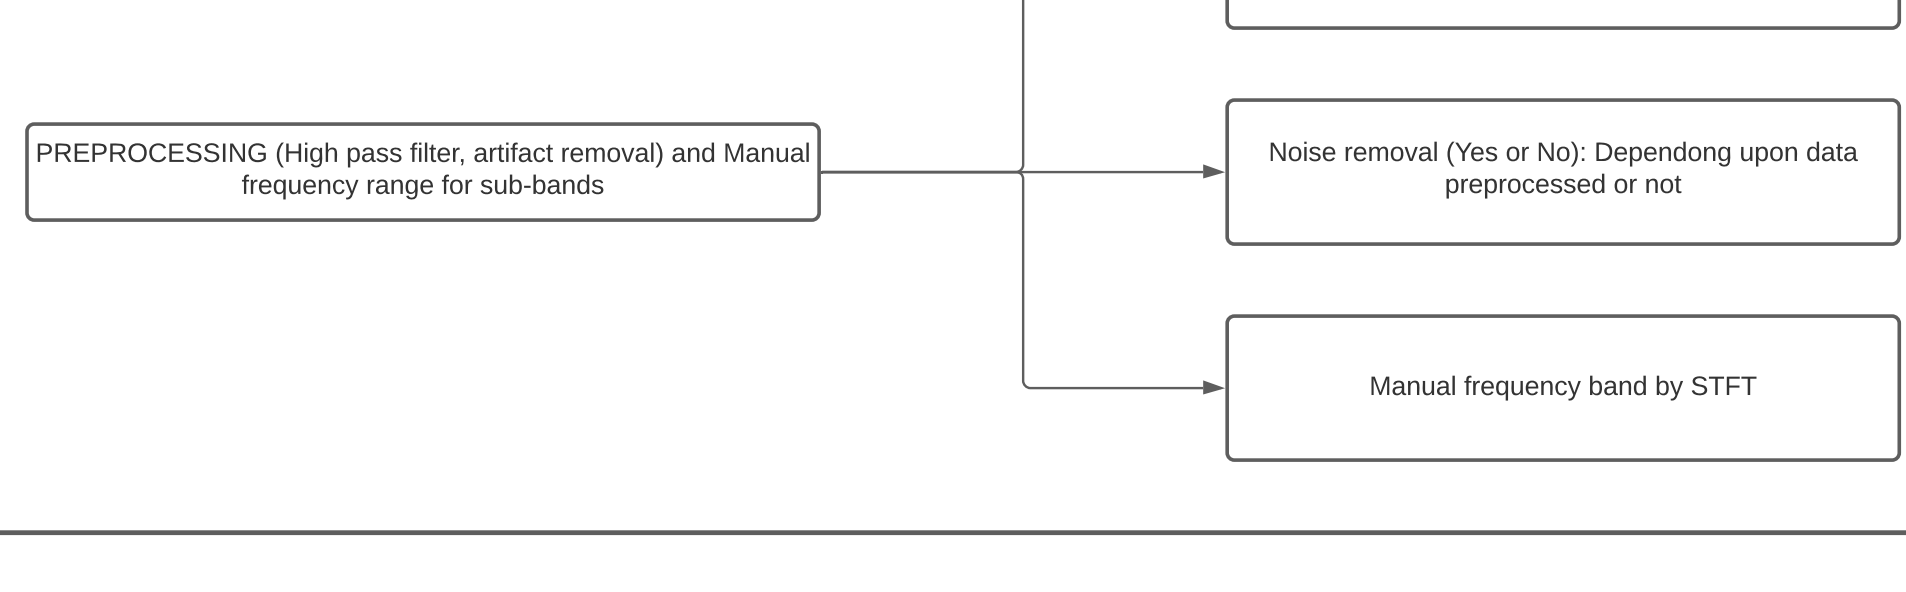 PREPROCESSING (High pass filter, artifact removal) and Manual
frequency range for sub-bands
Noise removal (Yes or No): Dependong upon data
preprocessed or not
Manual frequency band by STFT